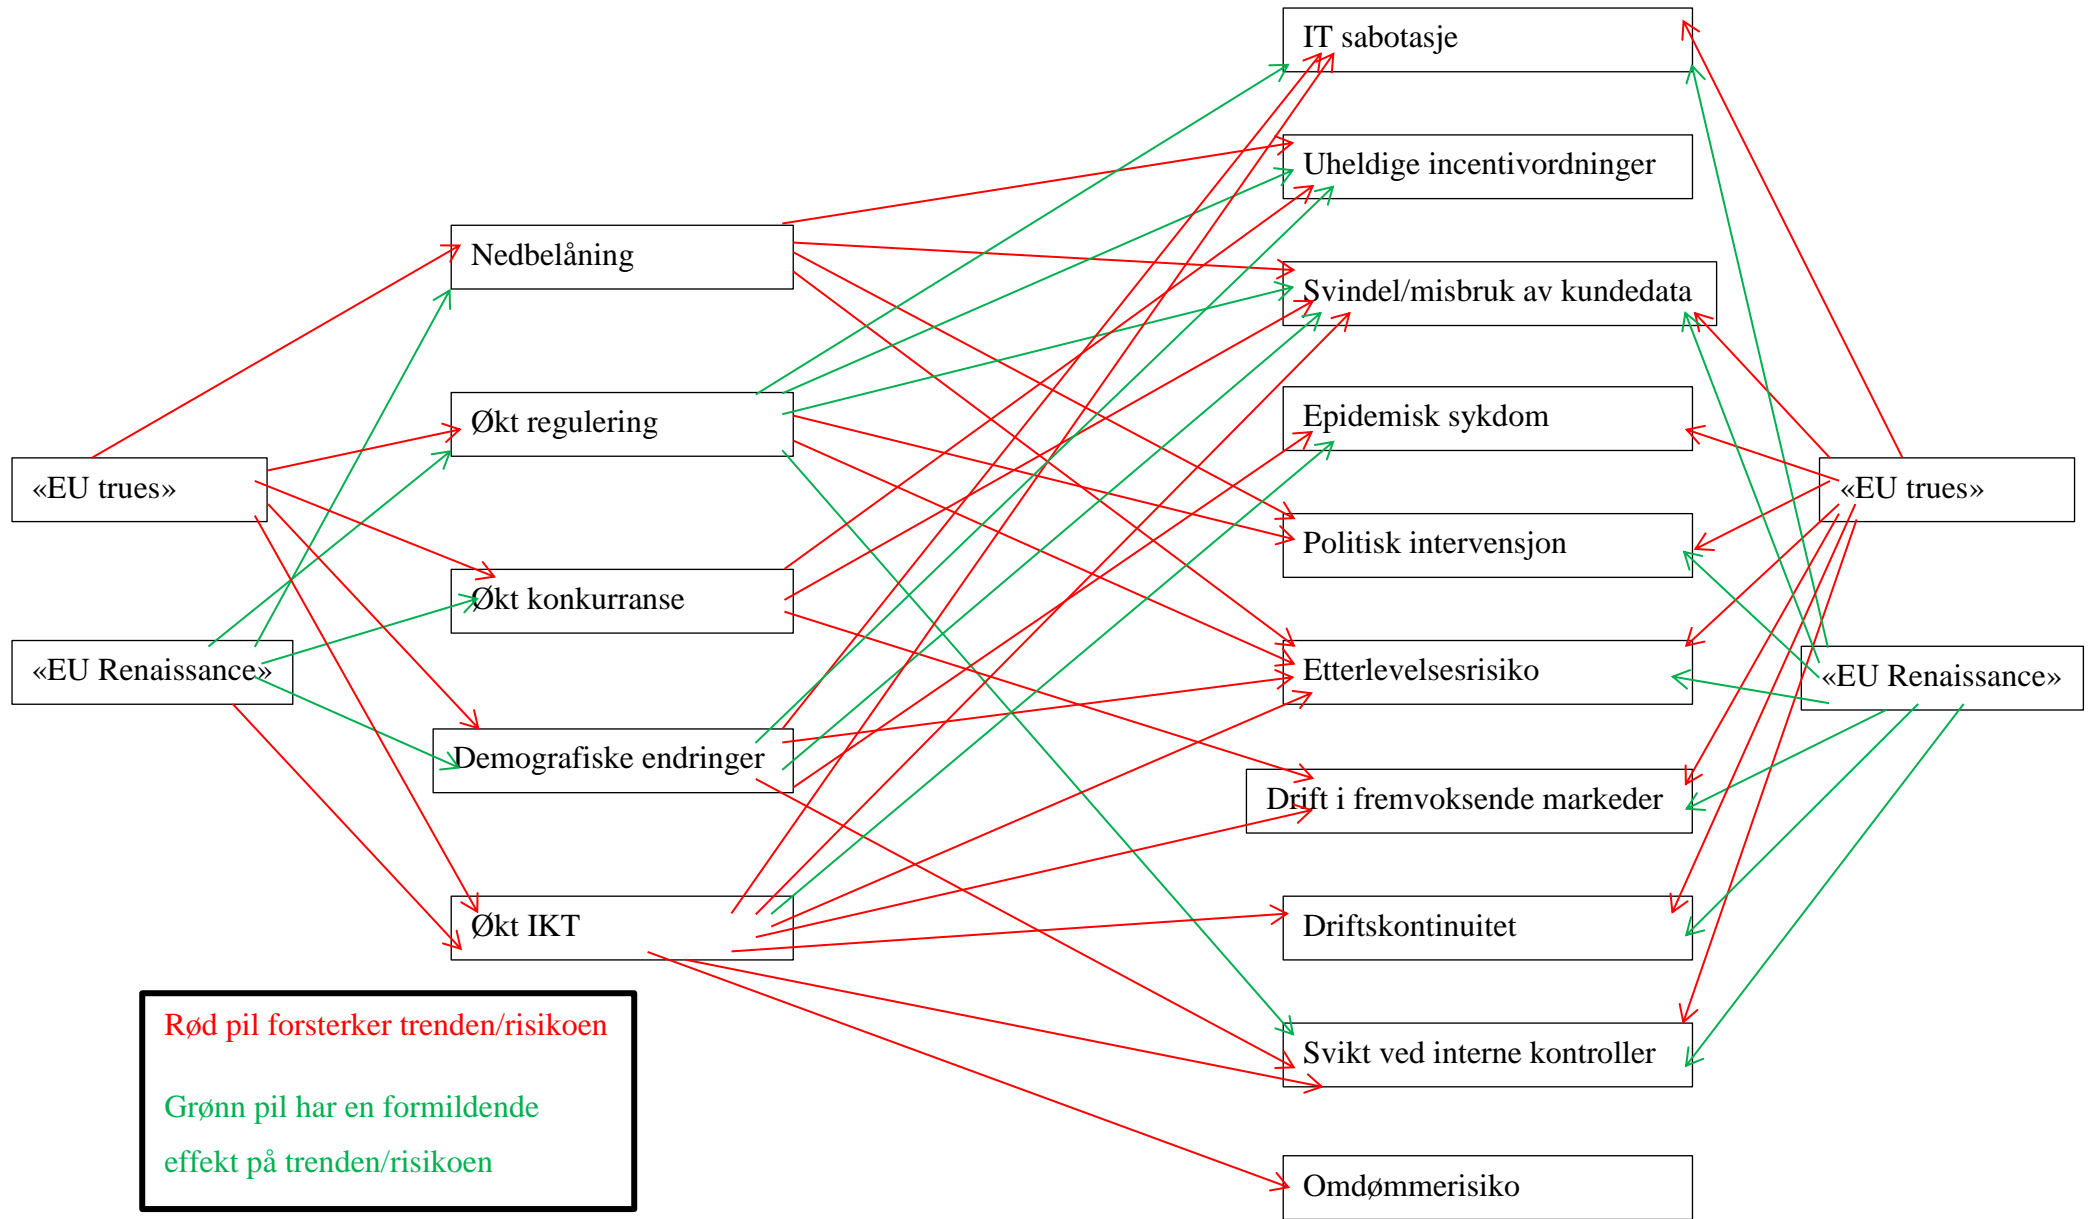 «EU trues»
«EU Renaissance»
Nedbelåning
Økt regulering
Økt konkurranse
Demografiske endringer
Økt IKT
IT sabotasje
Uheldige incentivordninger
Svindel/misbruk av kundedata
Epidemisk sykdom
Politisk intervensjon
Etterlevelsesrisiko
Drift i fremvoksende markeder
Driftskontinuitet
Svikt ved interne kontroller
Omdømmerisiko
«EU trues»
«EU Renaissance»
Rød pil forsterker trenden/risikoen
Grønn pil har en formildende
effekt på trenden/risikoen